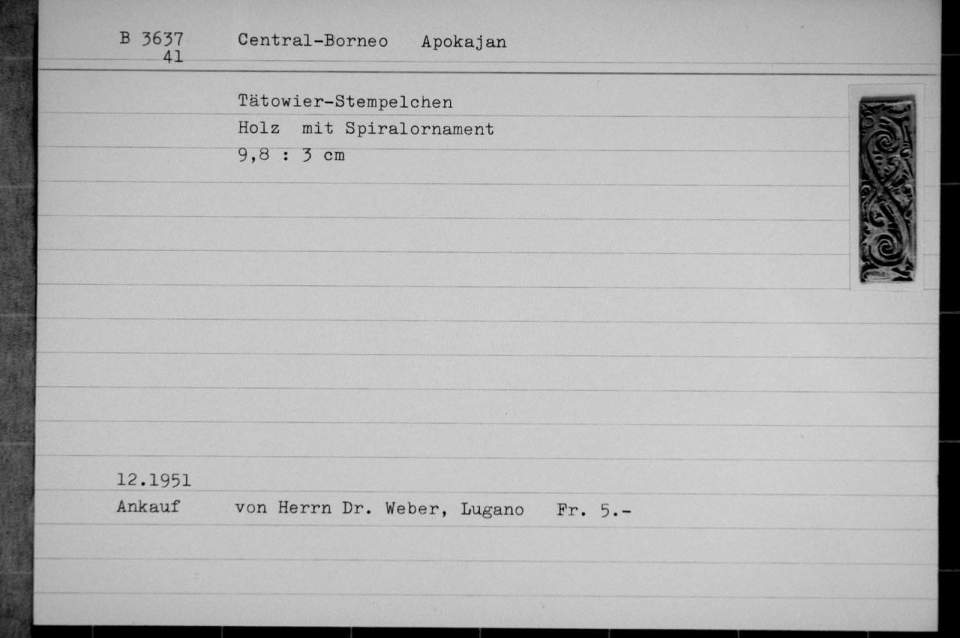 B 3637 Central-Borneo Apokajan
41
Tätowier-Stempelchen
Holz mit Spiralornament
9,8 : 3 cm
12.1951
Ankauf von Herrn Dr. Weber, Lugano Fr. 5.-